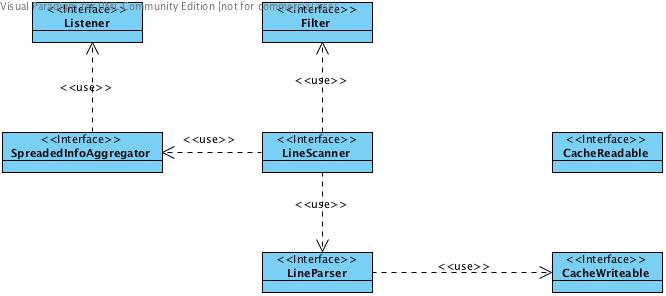 Visual Paradigm for UML Community Edition [not for commercial use]
<<Interface>>
Listener
<<Interface>>
Filter
<<use>>
<<use>>
<<Interface>>
SpreadedInfoAggregator
<<use>>
<<Interface>>
LineScanner
<<Interface>>
CacheReadable
<<use>>
<<Interface>>
LineParser
<<use>>
<<Interface>>
CacheWriteable